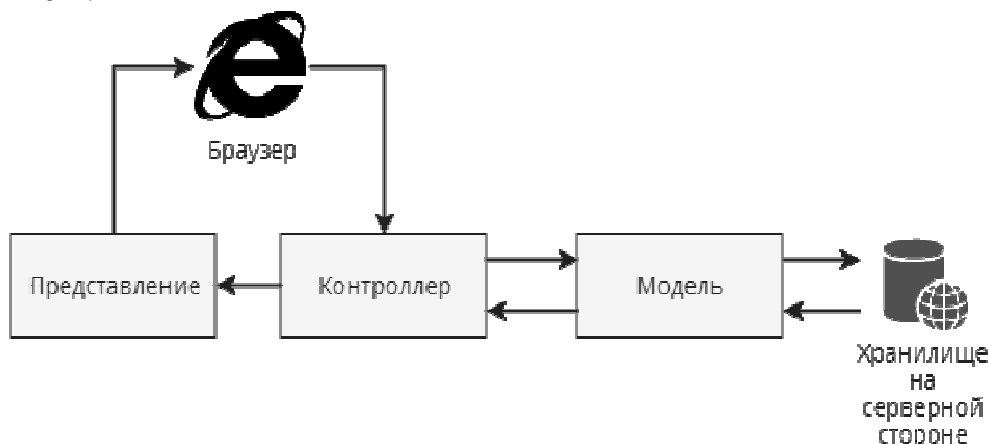 Браузер
Представление
Контроллер
Модель
Хранилище
на
серверной
стороне